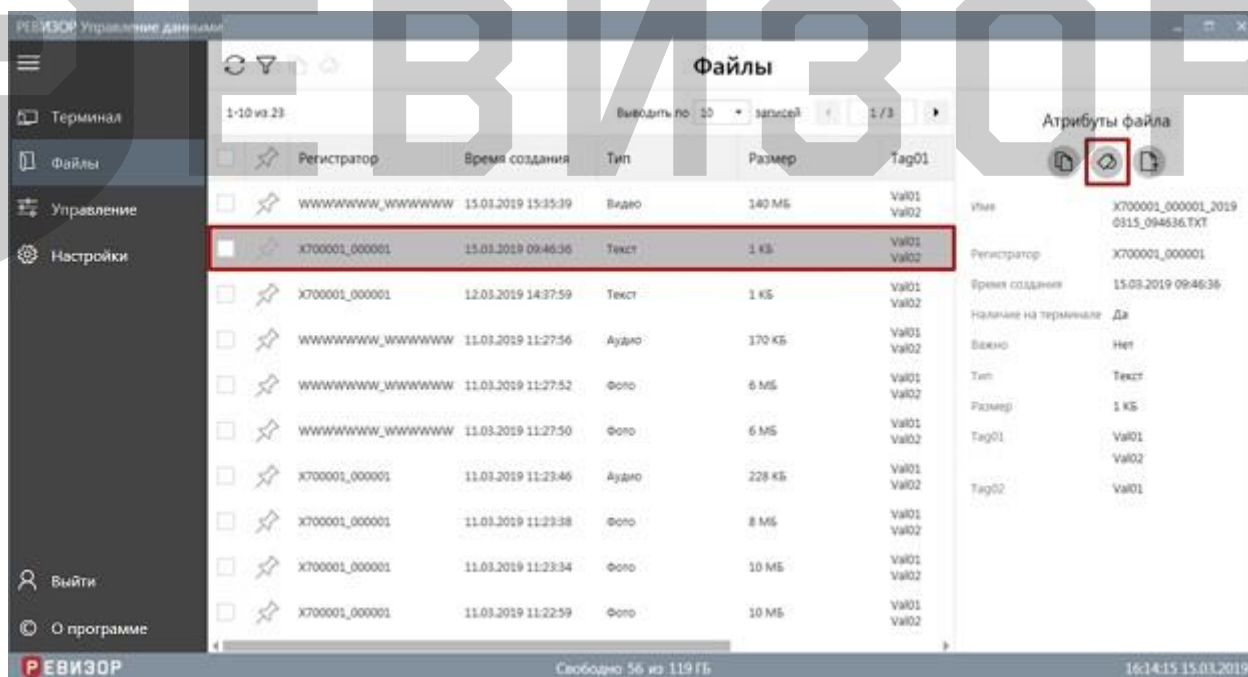 РЕВИЗОР Управление данными
РЕВИЗОР
Файлы
Терминал
Файлы
Управление
Настройки
Выйти
О программе
1-10 из 23
Выводить по 10 записей 1/3
Регистратор Время создания Тип Размер Tag01
WWWWWWW_WWWWWW 15.03.2019 15:35:39 Видео 140 МБ Val01
Val02
X700001_000001 15.03.2019 09:46:36 Текст 1 КБ Val01
Val02
X700001_000001 12.03.2019 14:37:59 Текст 1 КБ Val01
Val02
WWWWWWW_WWWWWW 11.03.2019 11:27:56 Аудио 170 КБ Val01
Val02
WWWWWWW_WWWWWW 11.03.2019 11:27:52 Фото 6 МБ Val01
Val02
WWWWWWW_WWWWWW 11.03.2019 11:27:50 Фото 6 МБ Val01
Val02
X700001_000001 11.03.2019 11:23:46 Аудио 228 КБ Val01
Val02
X700001_000001 11.03.2019 11:23:38 Фото 8 МБ Val01
Val02
X700001_000001 11.03.2019 11:23:34 Фото 10 МБ Val01
Val02
X700001_000001 11.03.2019 11:22:59 Фото 10 МБ Val01
Val02
Атрибуты файла
Имя X700001_000001_2019
0315_094636.TXT
Регистратор X700001_000001
Время создания 15.03.2019 09:46:36
Наличие на терминале Да
Важно Нет
Тип Текст
Размер 1 КБ
Tag01 Val01
Val02
Tag02 Val01
РЕВИЗОР Свободно 56 из 119 ГБ 16:14:15 15.03.2019